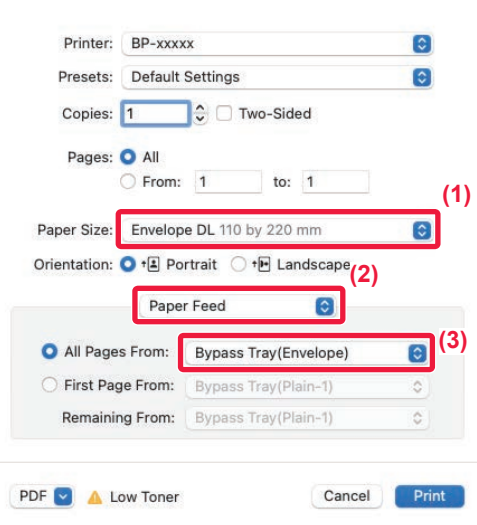 Printer: BP-xxxxx
Presets: Default Settings
Copies: 1 Two-Sided
Pages: All
From: 1 to: 1
(1)
Paper Size: Envelope DL 110 by 220 mm
Orientation: Portrait Landscape
(2)
Paper Feed
(3)
All Pages From: Bypass Tray(Envelope)
First Page From: Bypass Tray(Plain-1)
Remaining From: Bypass Tray(Plain-1)
PDF Low Toner Cancel Print